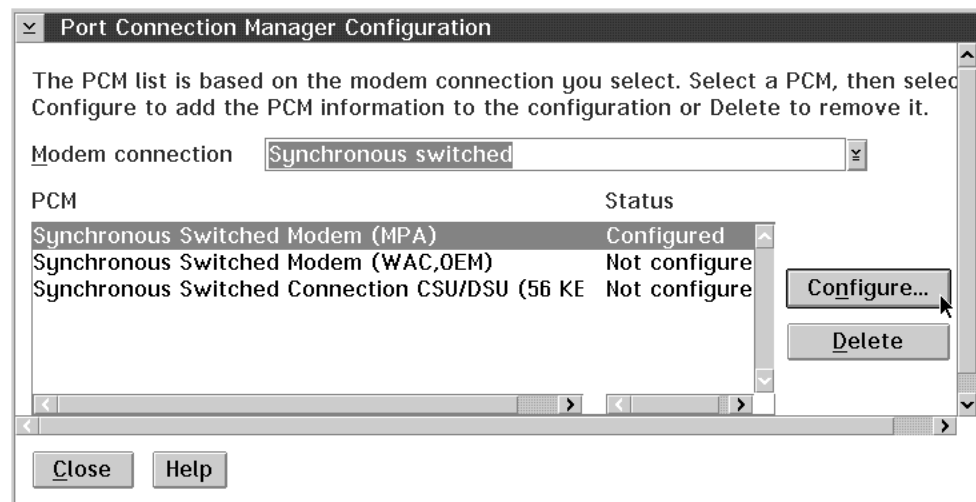 Port Connection Manager Configuration
The PCM list is based on the modem connection you select. Select a PCM, then selec
Configure to add the PCM information to the configuration or Delete to remove it.
Modem connection Synchronous switched
PCM Status
Synchronous Switched Modem (MPA) Configured
Synchronous Switched Modem (WAC,OEM) Not configure
Synchronous Switched Connection CSU/DSU (56 KE Not configure
Configure...
Delete
Close Help